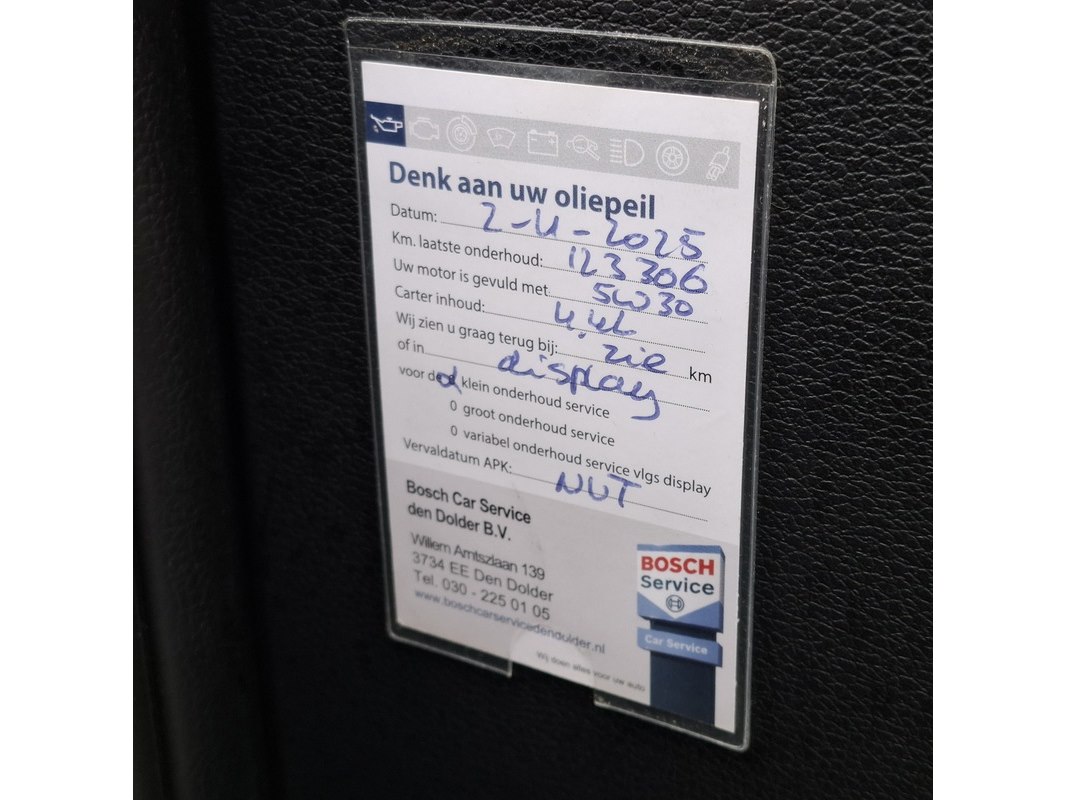 Denk aan uw oliepeil
Datum: 2-4-2025
Km. laatste onderhoud: 123306
Uw motor is gevuld met 5W30
Carter inhoud: 4.4L
Wij zien u graag terug bij: zie km
of in display
voor de klein onderhoud service
0 groot onderhoud service
0 variabel onderhoud service vlgs display
Vervaldatum APK: NVT
Bosch Car Service
den Dolder B.V.
Willem Arntszlaan 139
3734 EE Den Dolder
Tel. 030 - 225 01 05
www.boschcarservicedendolder.nl
Wij doen alles voor uw auto
BOSCH
Service
Car Service